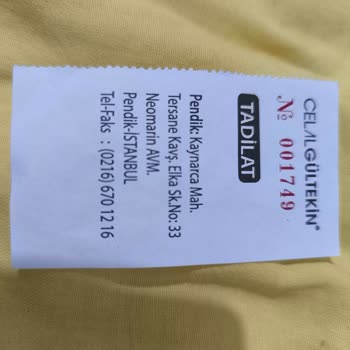 CELALGÜLTEKİN®
№ 001749
TADİLAT
Pendik: Kaynarca Mah.
Tersane Kavş. Elka Sk.No: 33
Neomarin AVM.
Pendik-İSTANBUL
Tel-Faks : (0216) 670 12 16